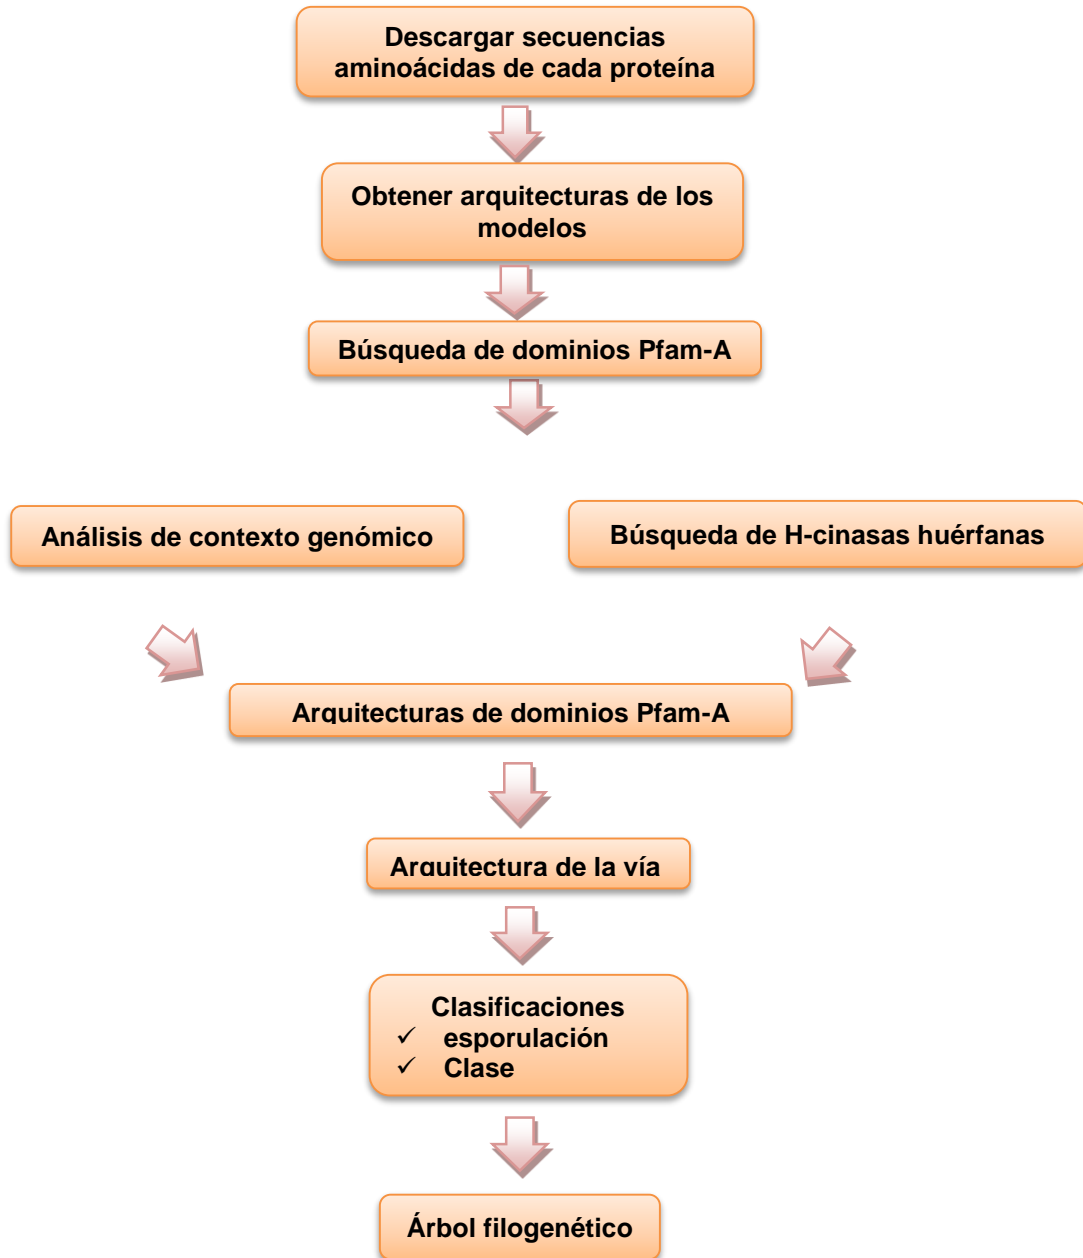 Descargar secuencias
aminoácidas de cada proteína
Obtener arquitecturas de los
modelos
Búsqueda de dominios Pfam-A
Análisis de contexto genómico
Búsqueda de H-cinasas huérfanas
Arquitecturas de dominios Pfam-A
Arquitectura de la vía
Clasificaciones
✓ esporulación
✓ Clase
Árbol filogenético